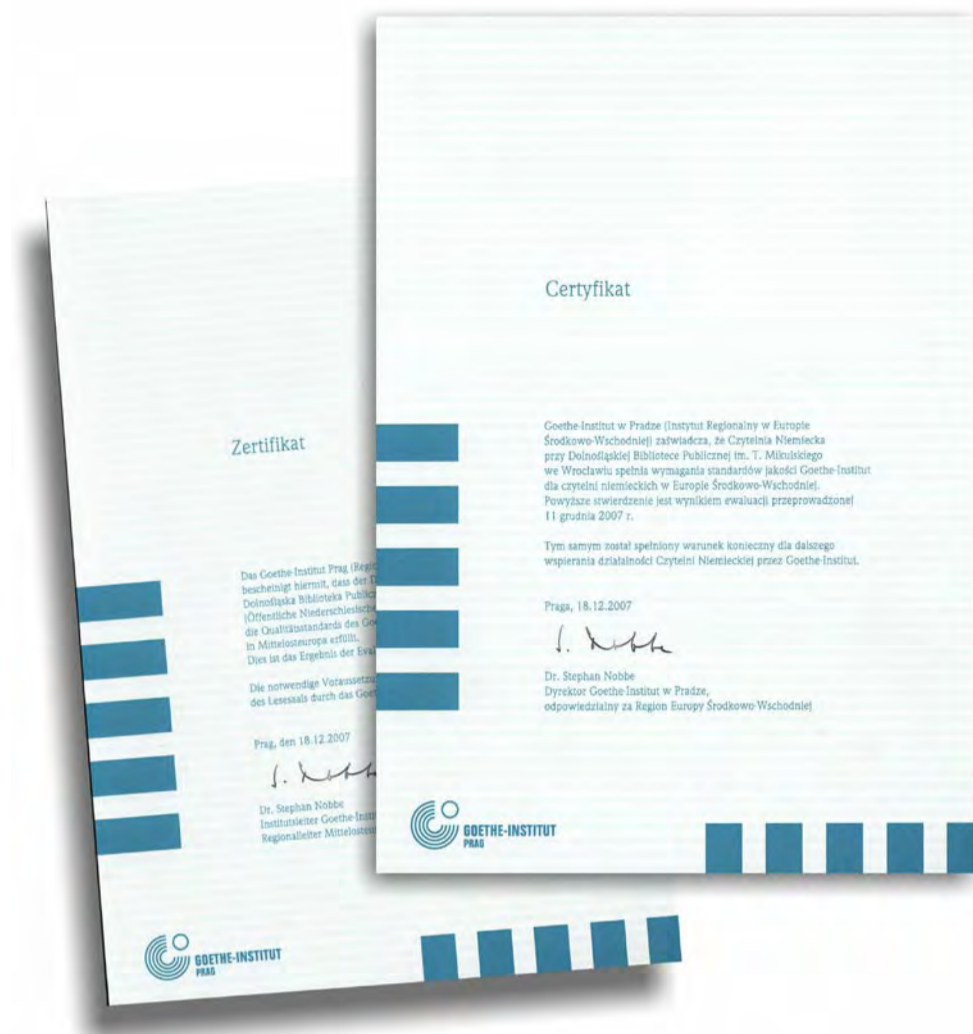 Certyfikat
Goethe-Institut w Pradze (Instytut Regionalny w Europie
Środkowo-Wschodniej) zaświadcza, że Czytelnia Niemiecka
przy Dolnośląskiej Bibliotece Publicznej im. T. Mikulskiego
we Wrocławiu spełnia wymagania standardów jakości Goethe-Institut
dla czytelni niemieckich w Europie Środkowo-Wschodniej.
Powyższe stwierdzenie jest wynikiem ewaluacji przeprowadzonej
11 grudnia 2007 r.
Tym samym został spełniony warunek konieczny dla dalszego
wspierania działalności Czytelni Niemieckiej przez Goethe-Institut.
Praga, 18.12.2007
S. Nobbe
Dr. Stephan Nobbe
Dyrektor Goethe-Institut w Pradze,
odpowiedzialny za Region Europy Środkowo-Wschodniej
GOETHE-INSTITUT
PRAG
Zertifikat
Das Goethe-Institut Prag
bescheinigt hiermit, dass der
Dolnośląska Biblioteka
(Öffentliche Niederschlesische
die Qualitätsstandards des
in Mittelosteuropa erfüllt.
Dies ist das Ergebnis der
Die notwendige
des Lesesaals durch das
Prag, den 18.12.2007
S. Nobbe
Dr. Stephan Nobbe
Institutsleiter
Regionalleiter
GOETHE-INSTITUT
PRAG